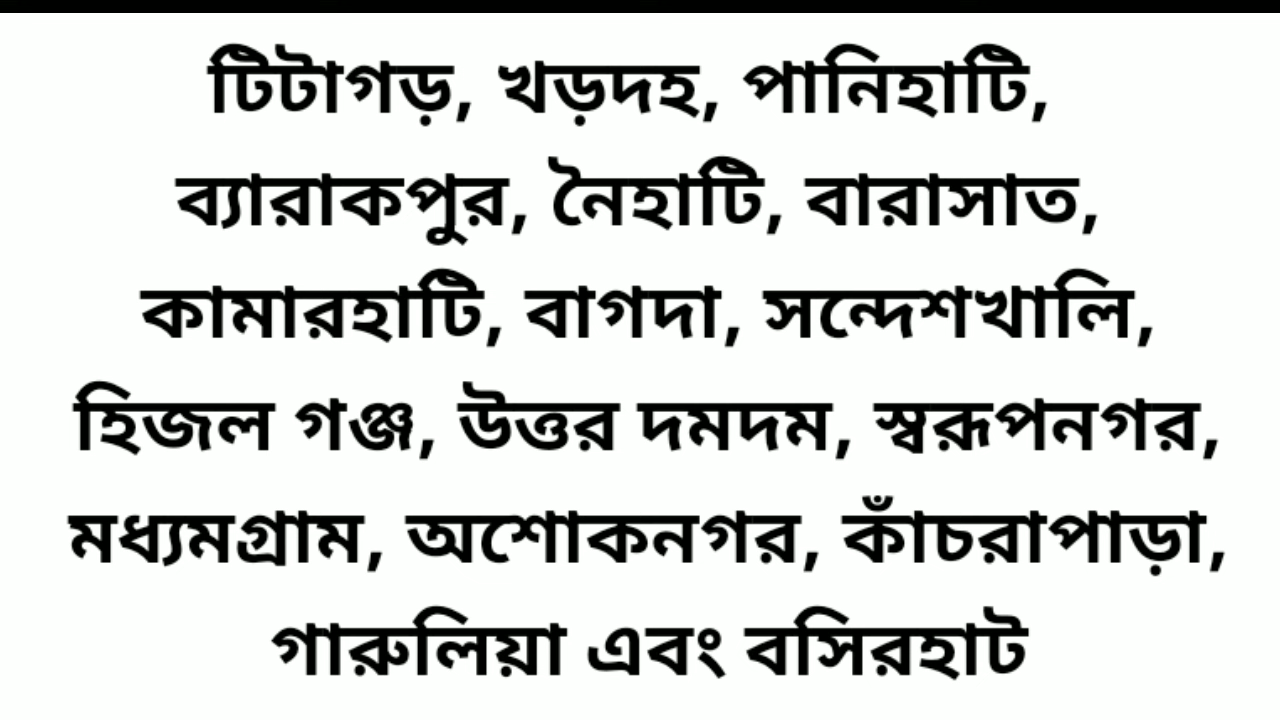 টিটাগড়, খড়দহ, পানিহাটি,
ব্যারাকপুর, নৈহাটি, বারাসাত,
কামারহাটি, বাগদা, সন্দেশখালি,
হিজল গঞ্জ, উত্তর দমদম, স্বরূপনগর,
মধ্যমগ্রাম, অশোকনগর, কাঁচরাপাড়া,
গারুলিয়া এবং বসিরহাট